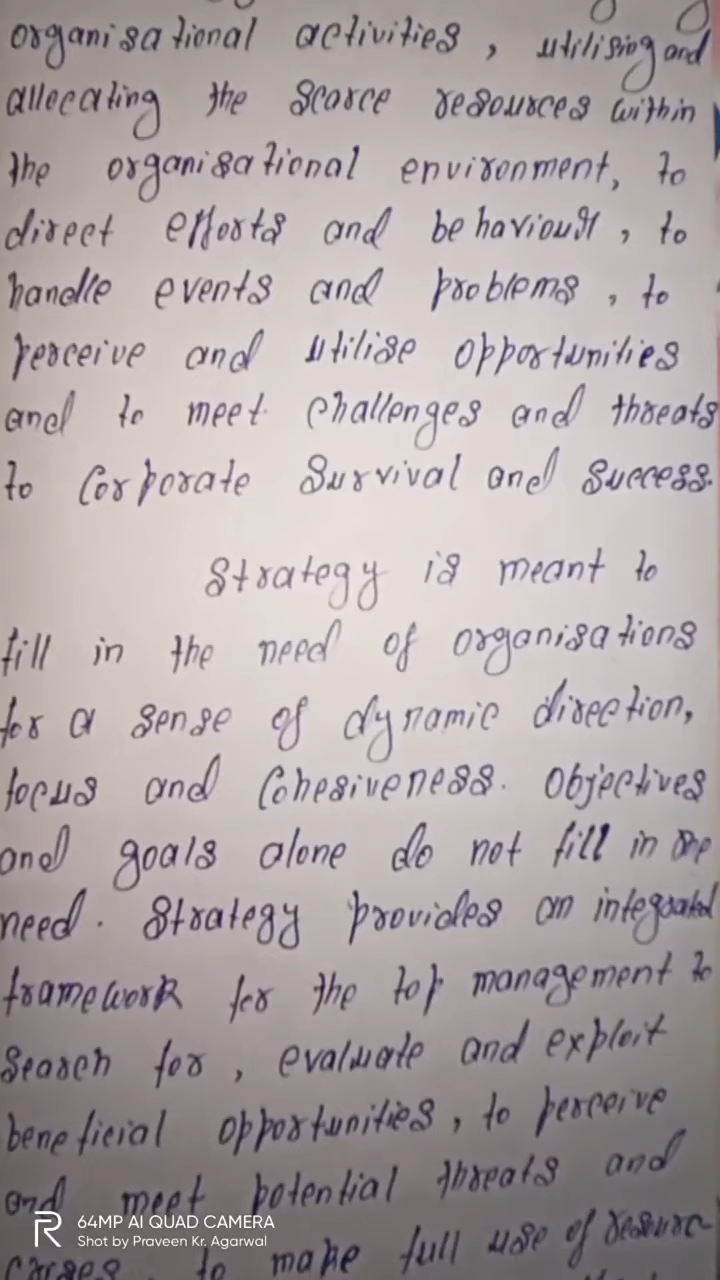 organisational activities, utilising and
allocating the scarce resources within
the organisational environment, to
direct efforts and behaviour, to
handle events and problems, to
perceive and utilise opportunities
and to meet challenges and threats
to Corporate Survival and Success.
Strategy is meant to
fill in the need of organisations
for a sense of dynamic direction,
focus and Cohesiveness. Objectives
and goals alone do not fill in the
need. Strategy provides an integrated
framework for the top management to
Search for, evaluate and exploit
beneficial opportunities, to perceive
and meet potential threats and
to make full use of
64MP AI QUAD CAMERA
Shot by Praveen Kr. Agarwal